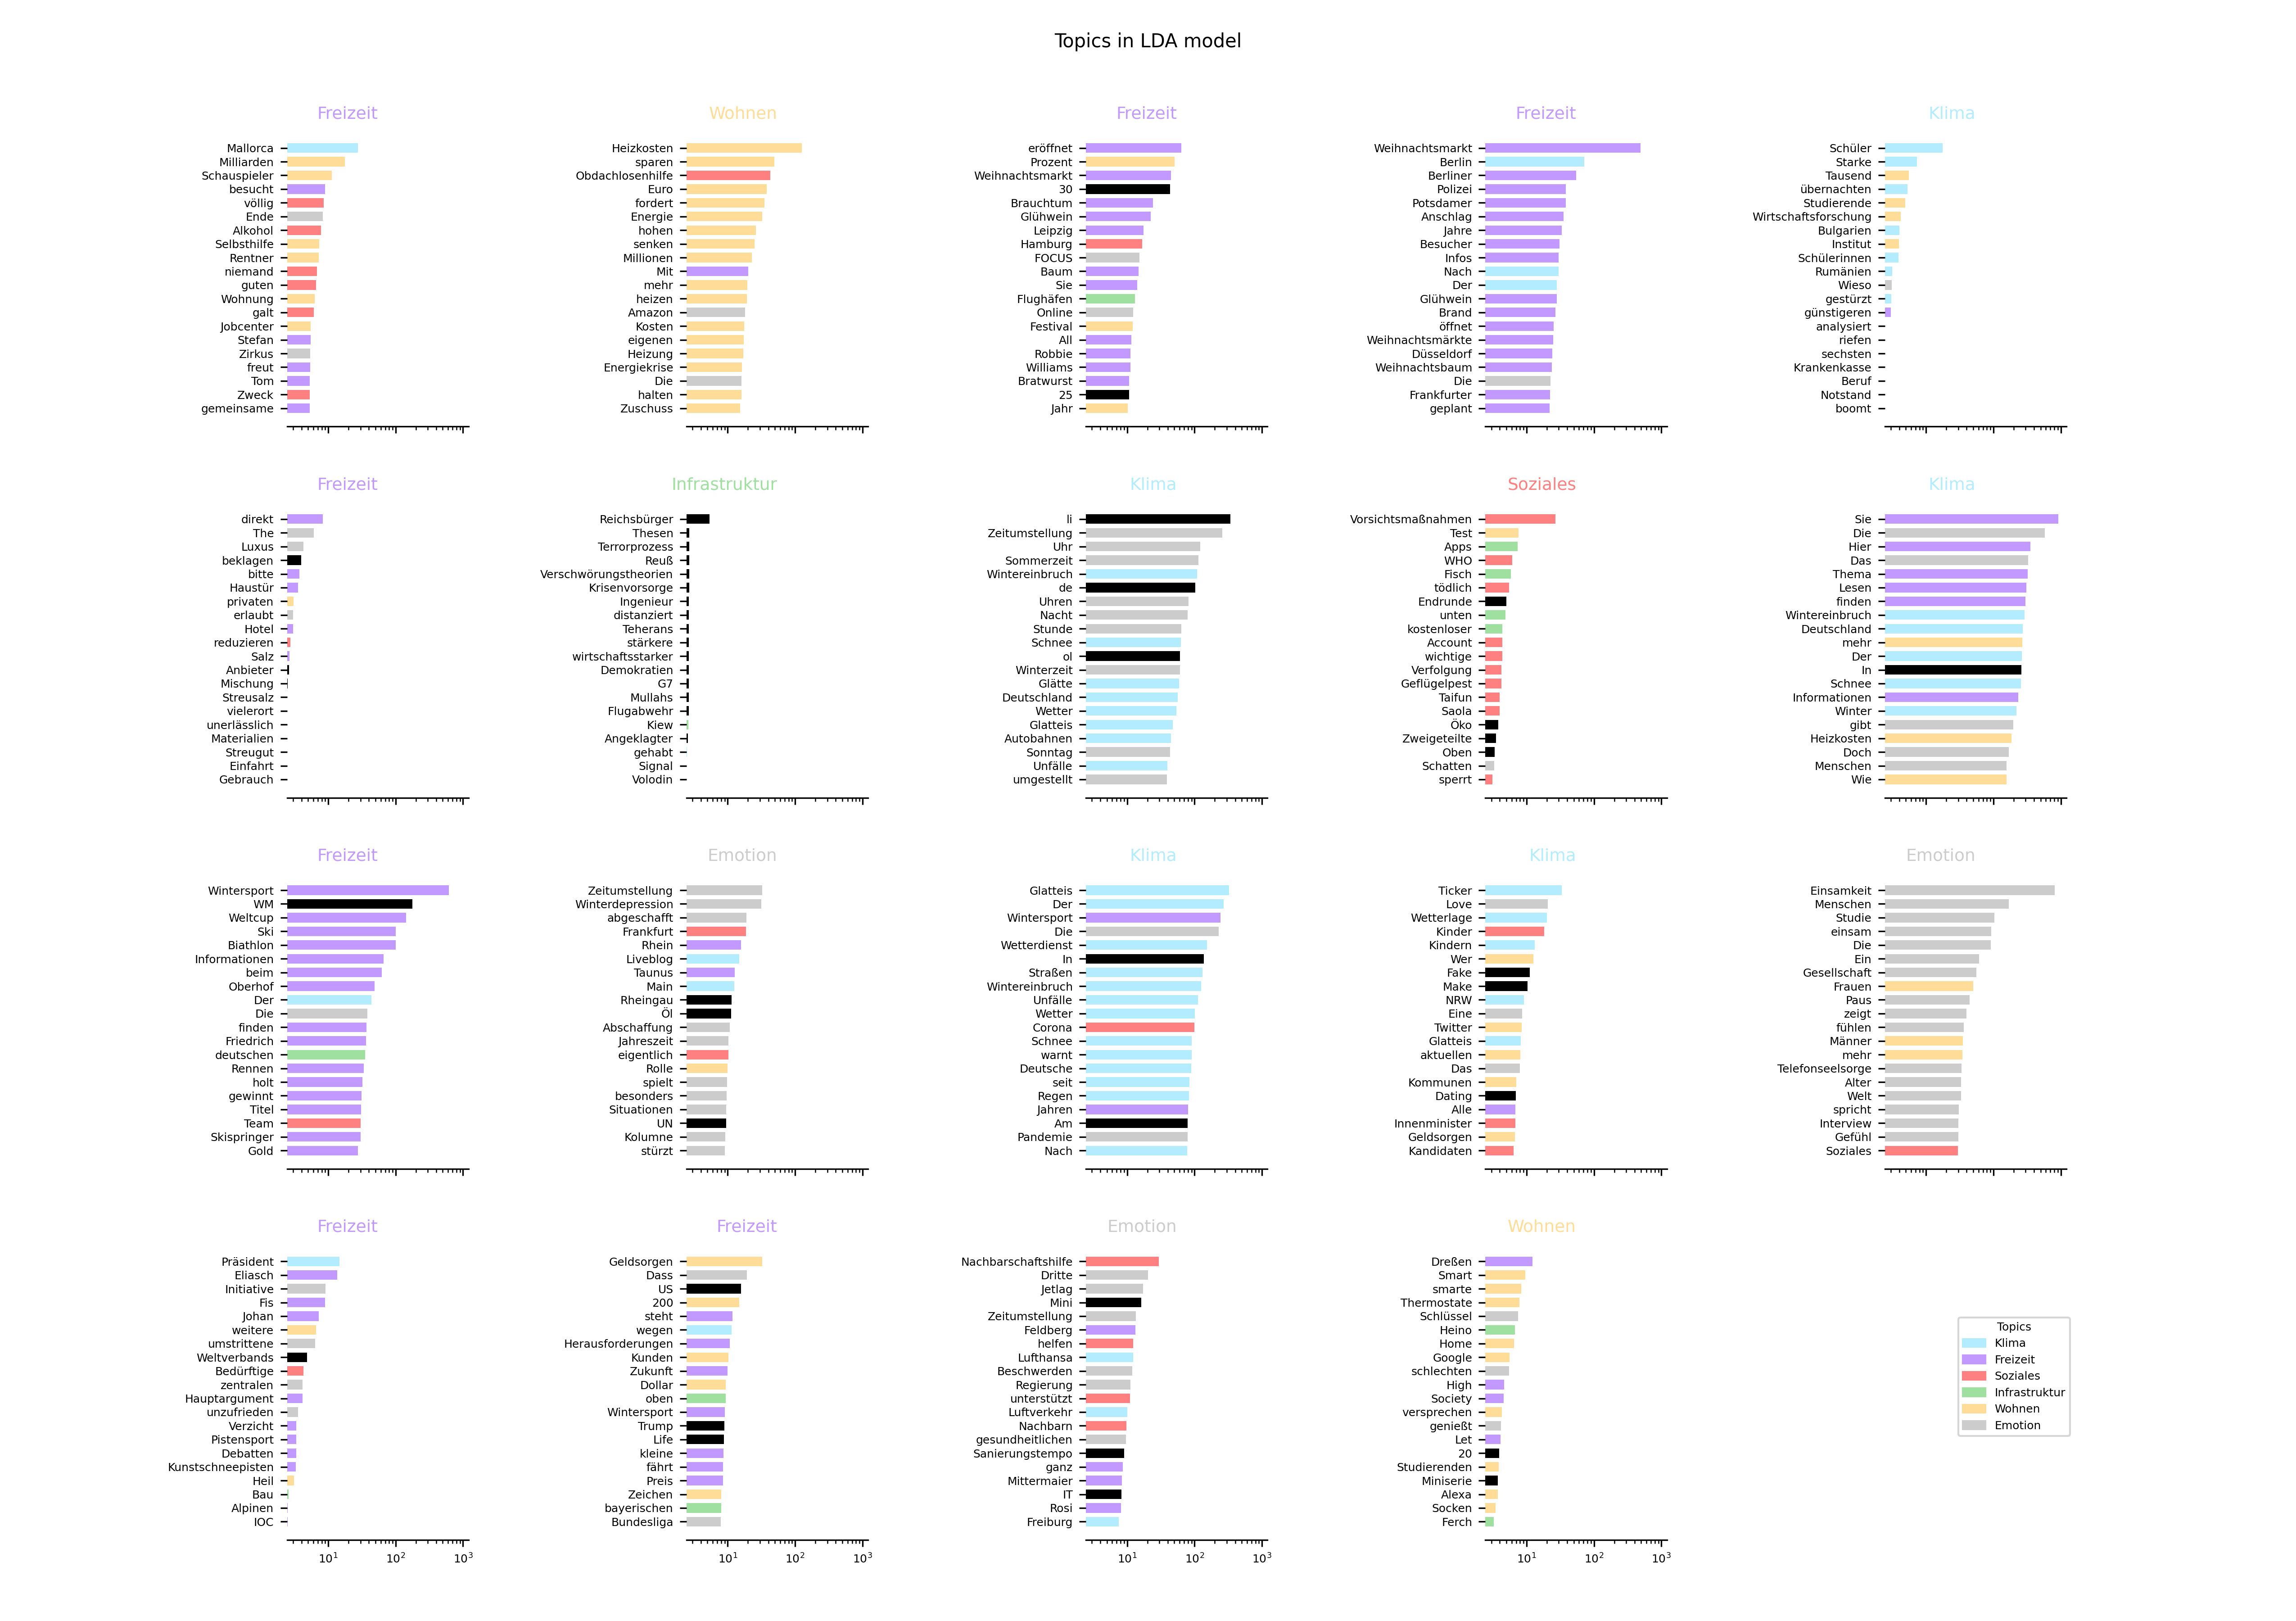 Topics in LDA model
Freizeit
Mallorca
Milliarden
Schauspieler
besucht
völlig
Ende
Alkohol
Selbsthilfe
Rentner
niemand
guten
Wohnung
galt
Jobcenter
Stefan
Zirkus
freut
Tom
Zweck
gemeinsame
Wohnen
Heizkosten
sparen
Obdachlosenhilfe
Euro
fordert
Energie
hohen
senken
Millionen
Mit
mehr
heizen
Amazon
Kosten
eigenen
Heizung
Energiekrise
Die
halten
Zuschuss
Freizeit
eröffnet
Prozent
Weihnachtsmarkt
30
Brauchtum
Glühwein
Leipzig
Hamburg
FOCUS
Baum
Sie
Flughäfen
Online
Festival
All
Robbie
Williams
Bratwurst
25
Jahr
Freizeit
Weihnachtsmarkt
Berlin
Berliner
Polizei
Potsdamer
Anschlag
Jahre
Besucher
Infos
Nach
Der
Glühwein
Brand
öffnet
Weihnachtsmärkte
Düsseldorf
Weihnachtsbaum
Die
Frankfurter
geplant
Klima
Schüler
Starke
Tausend
übernachten
Studierende
Wirtschaftsforschung
Bulgarien
Institut
Schülerinnen
Rumänien
Wieso
gestürzt
günstigeren
analysiert
riefen
sechsten
Krankenkasse
Beruf
Notstand
boomt
Freizeit
direkt
The
Luxus
beklagen
bitte
Haustür
privaten
erlaubt
Hotel
reduzieren
Salz
Anbieter
Mischung
Streusalz
vielerort
unerlässlich
Materialien
Streugut
Einfahrt
Gebrauch
Infrastruktur
Reichsbürger
Thesen
Terrorprozess
Reuß
Verschwörungstheorien
Krisenvorsorge
Ingenieur
distanziert
Teherans
stärkere
wirtschaftsstarker
Demokratien
G7
Mullahs
Flugabwehr
Kiew
Angeklagter
gehabt
Signal
Volodin
Klima
li
Zeitumstellung
Uhr
Sommerzeit
Wintereinbruch
de
Uhren
Nacht
Stunde
Schnee
ol
Winterzeit
Glätte
Deutschland
Wetter
Glatteis
Autobahnen
Sonntag
Unfälle
umgestellt
Soziales
Vorsichtsmaßnahmen
Test
Apps
WHO
Fisch
tödlich
Endrunde
unten
kostenloser
Account
wichtige
Verfolgung
Geflügelpest
Taifun
Saola
Öko
Zweigeteilte
Oben
Schatten
sperrt
Klima
Sie
Die
Hier
Das
Thema
Lesen
finden
Wintereinbruch
Deutschland
mehr
Der
In
Schnee
Informationen
Winter
gibt
Heizkosten
Doch
Menschen
Wie
Freizeit
Wintersport
WM
Weltcup
Ski
Biathlon
Informationen
beim
Oberhof
Der
Die
finden
Friedrich
deutschen
Rennen
holt
gewinnt
Titel
Team
Skispringer
Gold
Emotion
Zeitumstellung
Winterdepression
abgeschafft
Frankfurt
Rhein
Liveblog
Taunus
Main
Rheingau
Öl
Abschaffung
Jahreszeit
eigentlich
Rolle
spielt
besonders
Situationen
UN
Kolumne
stürzt
Klima
Glatteis
Der
Wintersport
Die
Wetterdienst
In
Straßen
Wintereinbruch
Unfälle
Wetter
Corona
Schnee
warnt
Deutsche
seit
Regen
Jahren
Am
Pandemie
Nach
Klima
Ticker
Love
Wetterlage
Kinder
Kindern
Wer
Fake
Make
NRW
Eine
Twitter
Glatteis
aktuellen
Das
Kommunen
Dating
Alle
Innenminister
Geldsorgen
Kandidaten
Emotion
Einsamkeit
Menschen
Studie
einsam
Die
Ein
Gesellschaft
Frauen
Paus
zeigt
fühlen
Männer
mehr
Telefonseelsorge
Alter
Welt
spricht
Interview
Gefühl
Soziales
Freizeit
Präsident
Eliasch
Initiative
Fis
Johan
weitere
umstrittene
Weltverbands
Bedürftige
zentralen
Hauptargument
unzufrieden
Verzicht
Pistensport
Debatten
Kunstschneepisten
Heil
Bau
Alpinen
IOC
10¹ 10² 10³
Freizeit
Geldsorgen
Dass
US
200
steht
wegen
Herausforderungen
Kunden
Zukunft
Dollar
oben
Wintersport
Trump
Life
kleine
fährt
Preis
Zeichen
bayerischen
Bundesliga
10¹ 10² 10³
Emotion
Nachbarschaftshilfe
Dritte
Jetlag
Mini
Zeitumstellung
Feldberg
helfen
Lufthansa
Beschwerden
Regierung
unterstützt
Luftverkehr
Nachbarn
gesundheitlichen
Sanierungstempo
ganz
Mittermaier
IT
Rosi
Freiburg
10¹ 10² 10³
Wohnen
Dreßen
Smart
smarte
Thermostate
Schlüssel
Heino
Home
Google
schlechten
High
Society
versprechen
genießt
Let
20
Studierenden
Miniserie
Alexa
Socken
Ferch
10¹ 10² 10³
Topics
Klima
Freizeit
Soziales
Infrastruktur
Wohnen
Emotion